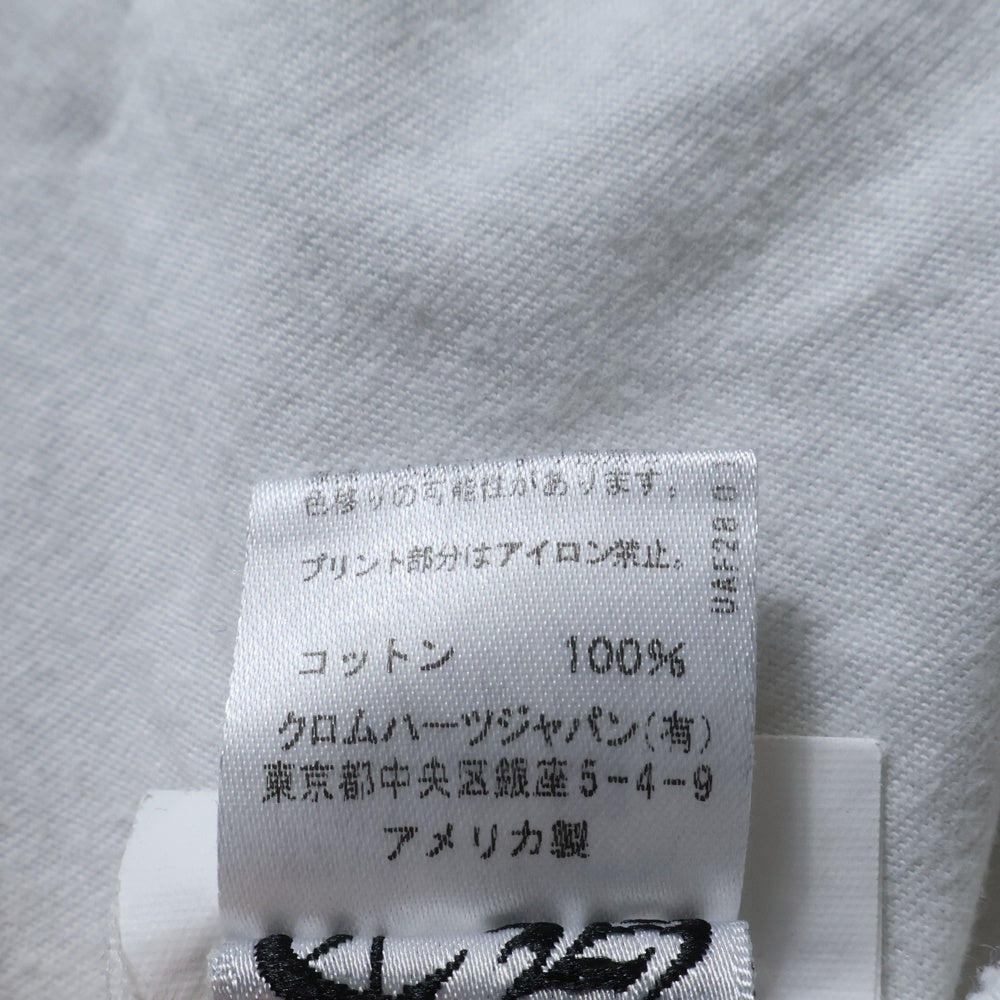 色移りの可能性があります。
プリント部分はアイロン禁止。
コットン 100%
クロムハーツジャパン(有)
東京都中央区銀座5-4-9
アメリカ製